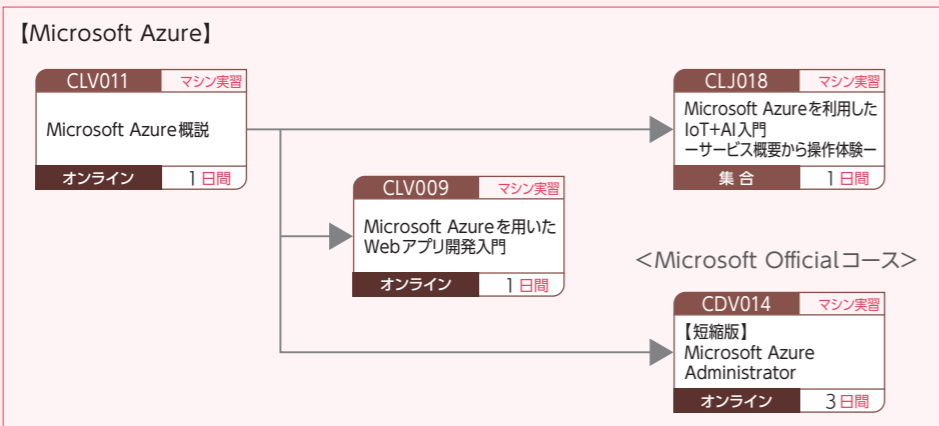 【Microsoft Azure】
CLV011 マシン実習
Microsoft Azure概説
オンライン 1日間
CLJ018 マシン実習
Microsoft Azureを利用した
IoT+AI入門
ーサービス概要から操作体験ー
集合 1日間
CLV009 マシン実習
Microsoft Azureを用いた
Webアプリ開発入門
オンライン 1日間
＜Microsoft Officialコース＞
CDV014 マシン実習
【短縮版】
Microsoft Azure
Administrator
オンライン 3日間